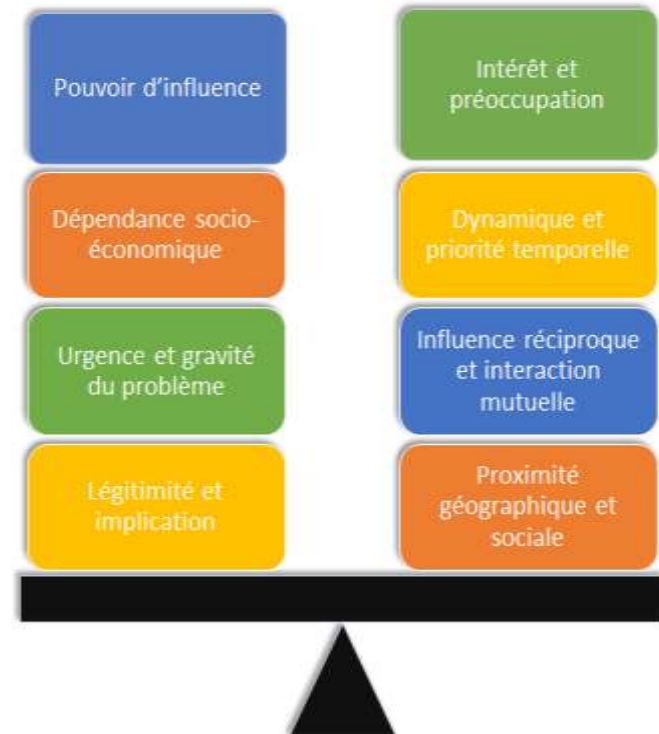 Pouvoir d’influence
Dépendance socio-
économique
Urgence et gravité
du problème
Légitimité et
implication
Intérêt et
préoccupation
Dynamique et
priorité temporelle
Influence réciproque
et interaction
mutuelle
Proximité
géographique et
sociale